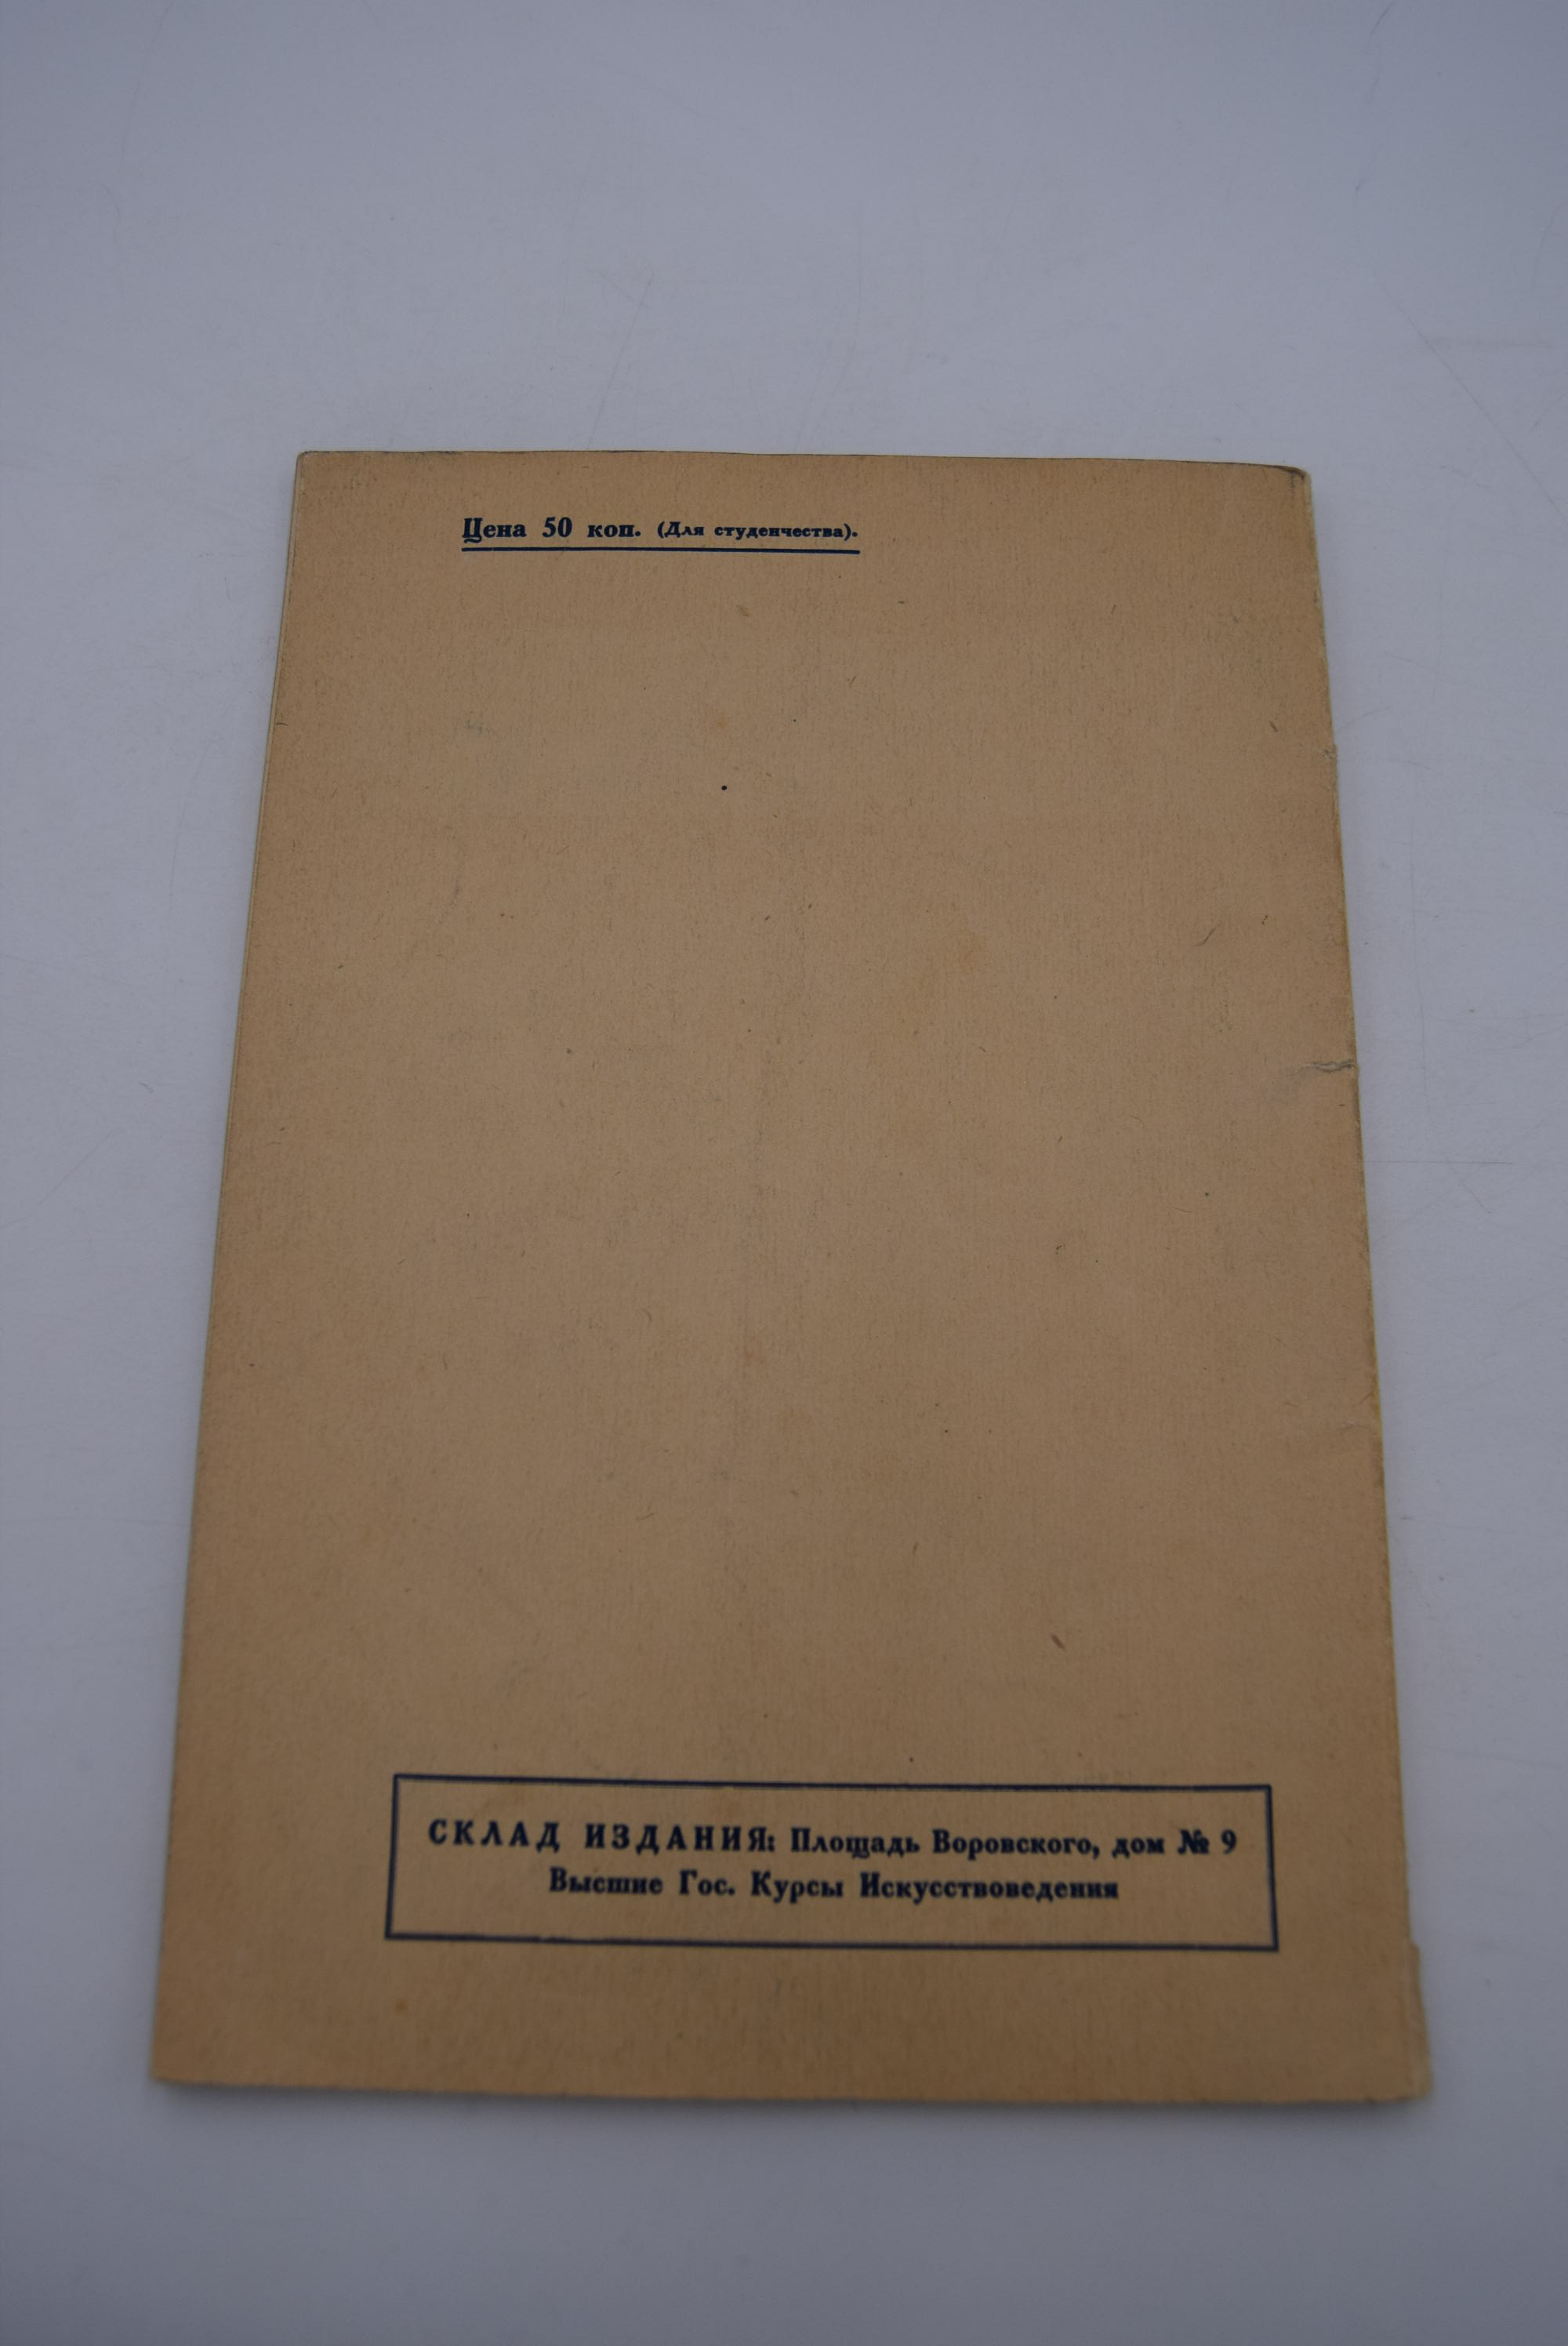 Цена 50 коп. (Для студенчества).
СКЛАД ИЗДАНИЯ: Площадь Воровского, дом № 9
Высшие Гос. Курсы Искусствоведения